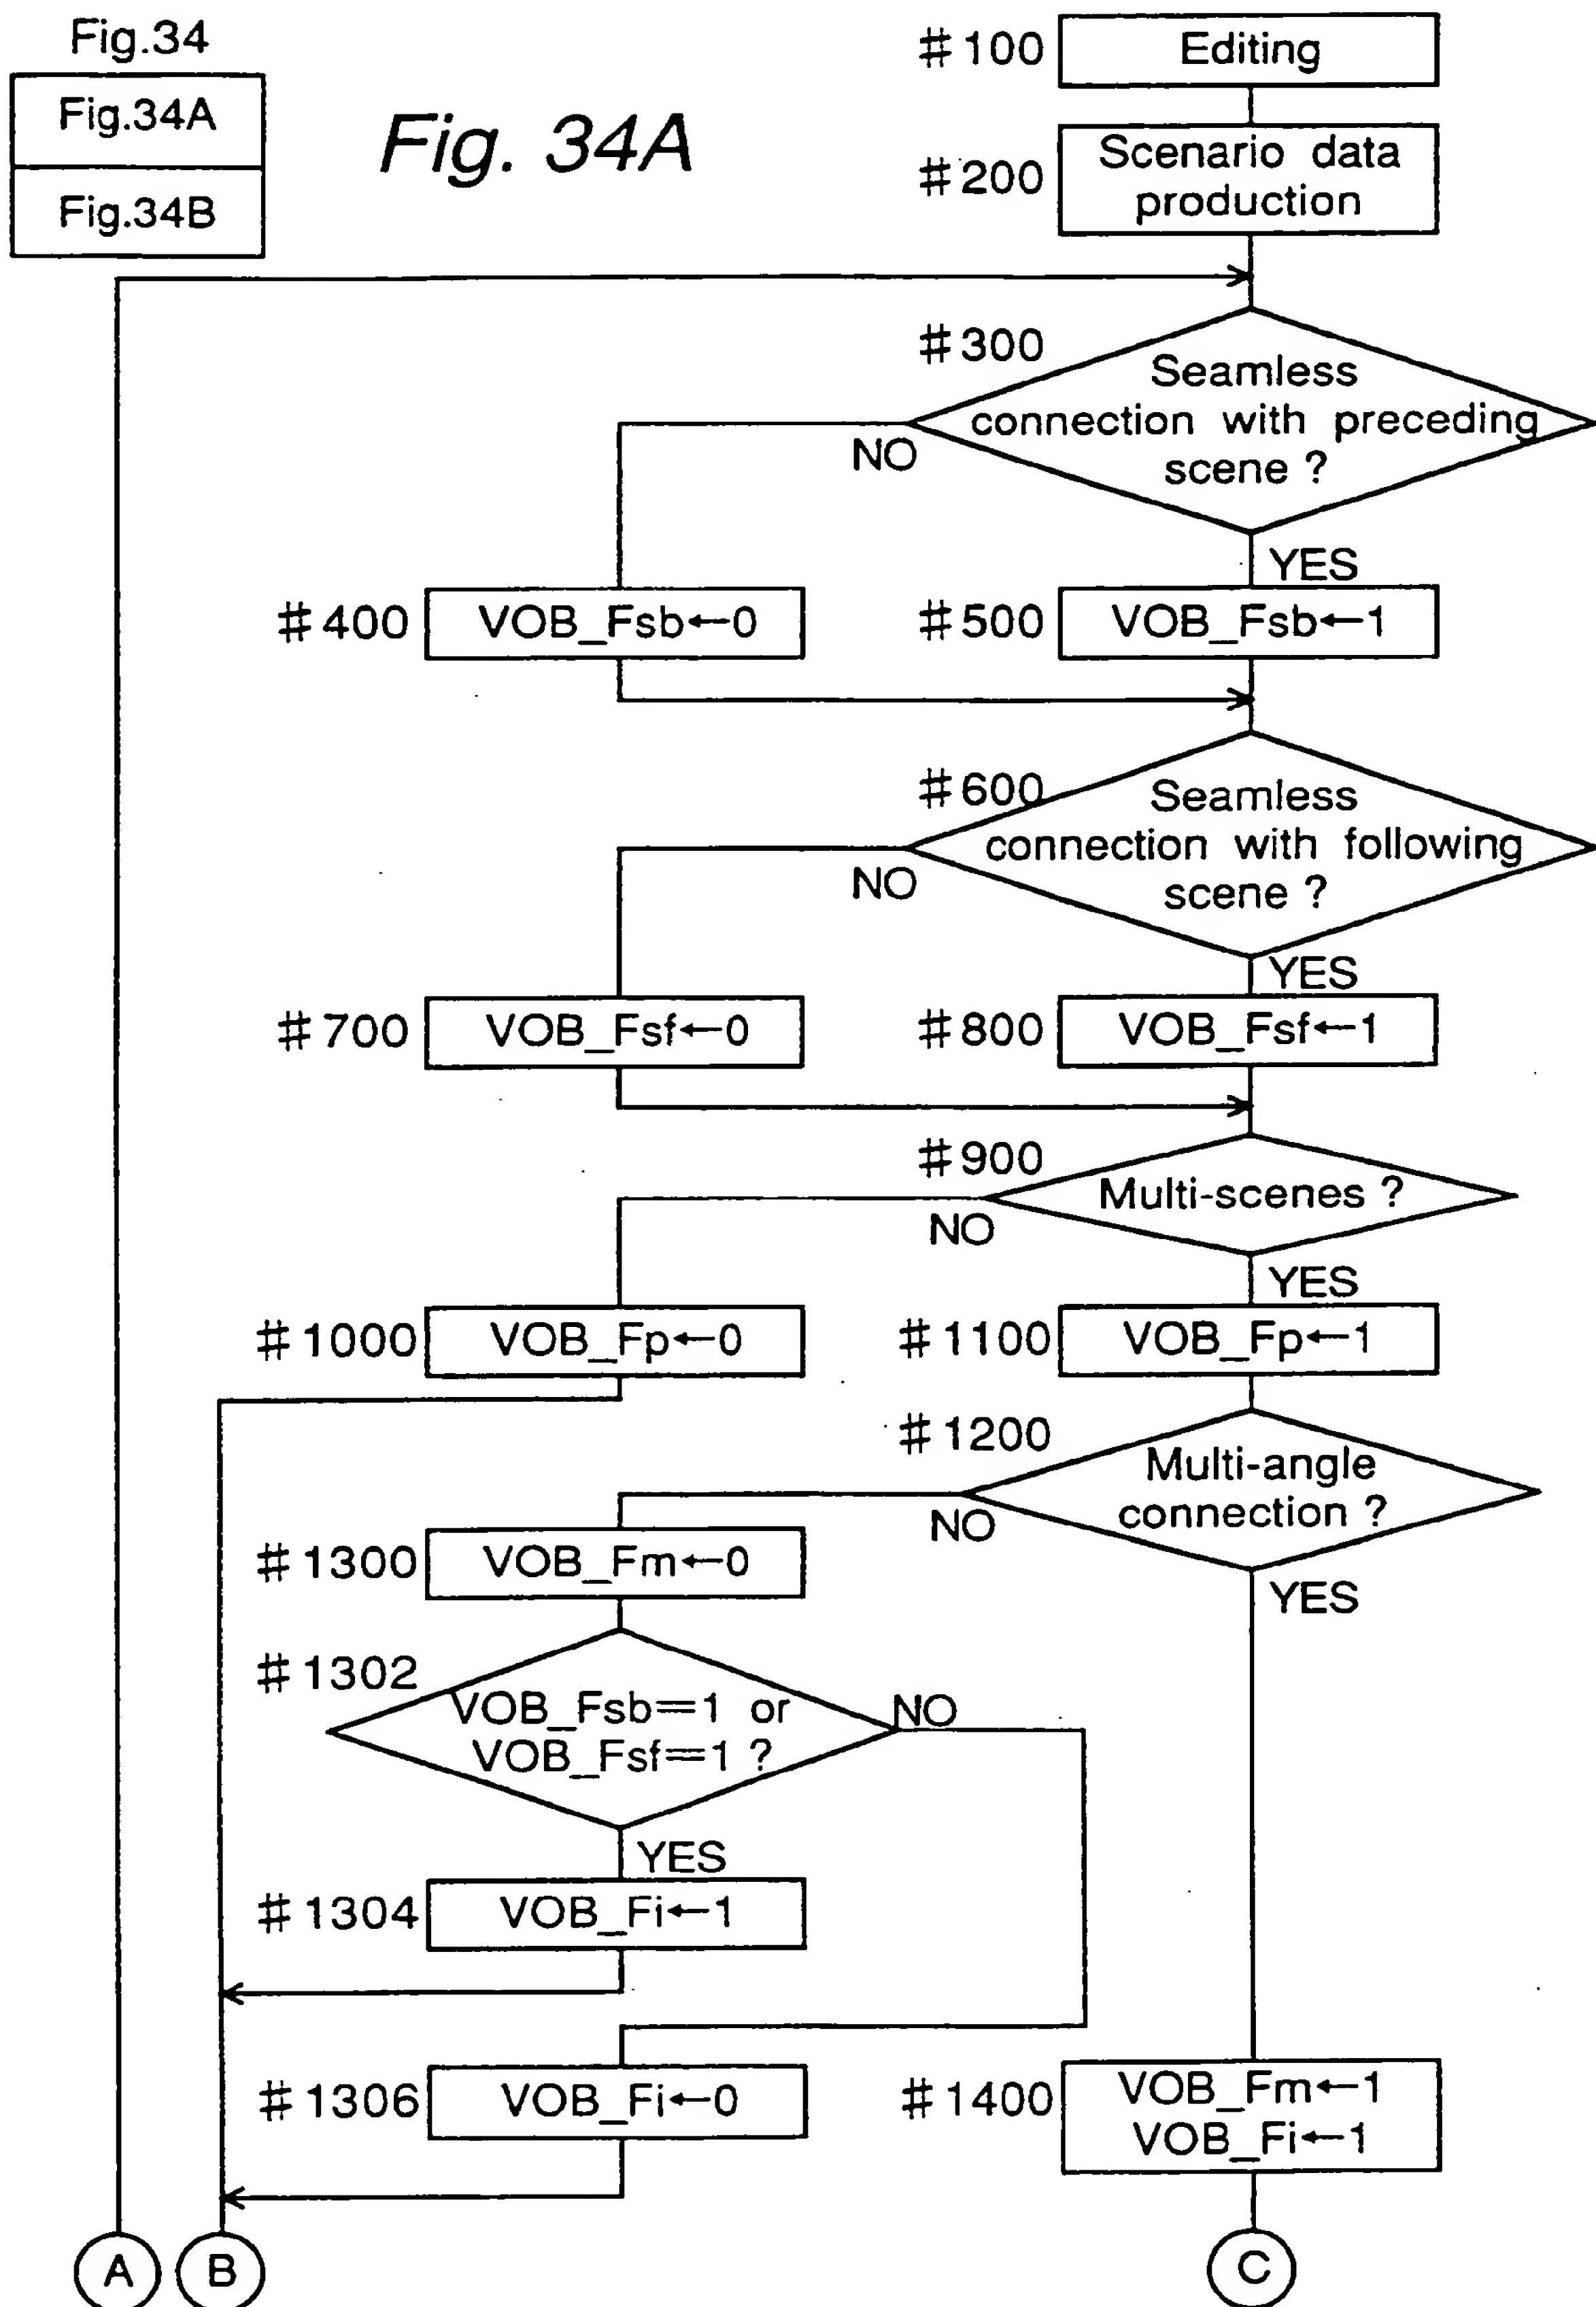 Fig.34
Fig.34A
Fig.34B
Fig. 34A
#100
Editing
#200
Scenario data
production
#300
Seamless
connection with preceding
scene ?
NO
YES
#400
VOB_Fsb←0
#500
VOB_Fsb←1
#600
Seamless
connection with following
scene ?
NO
YES
#700
VOB_Fsf←0
#800
VOB_Fsf←1
#900
Multi-scenes ?
NO
YES
#1000
VOB_Fp←0
#1100
VOB_Fp←1
#1200
Multi-angle
connection ?
NO
YES
#1300
VOB_Fm←0
#1302
VOB_Fsb=1 or
VOB_Fsf=1 ?
NO
YES
#1304
VOB_Fi←1
#1306
VOB_Fi←0
#1400
VOB_Fm←1
VOB_Fi←1
A
B
C